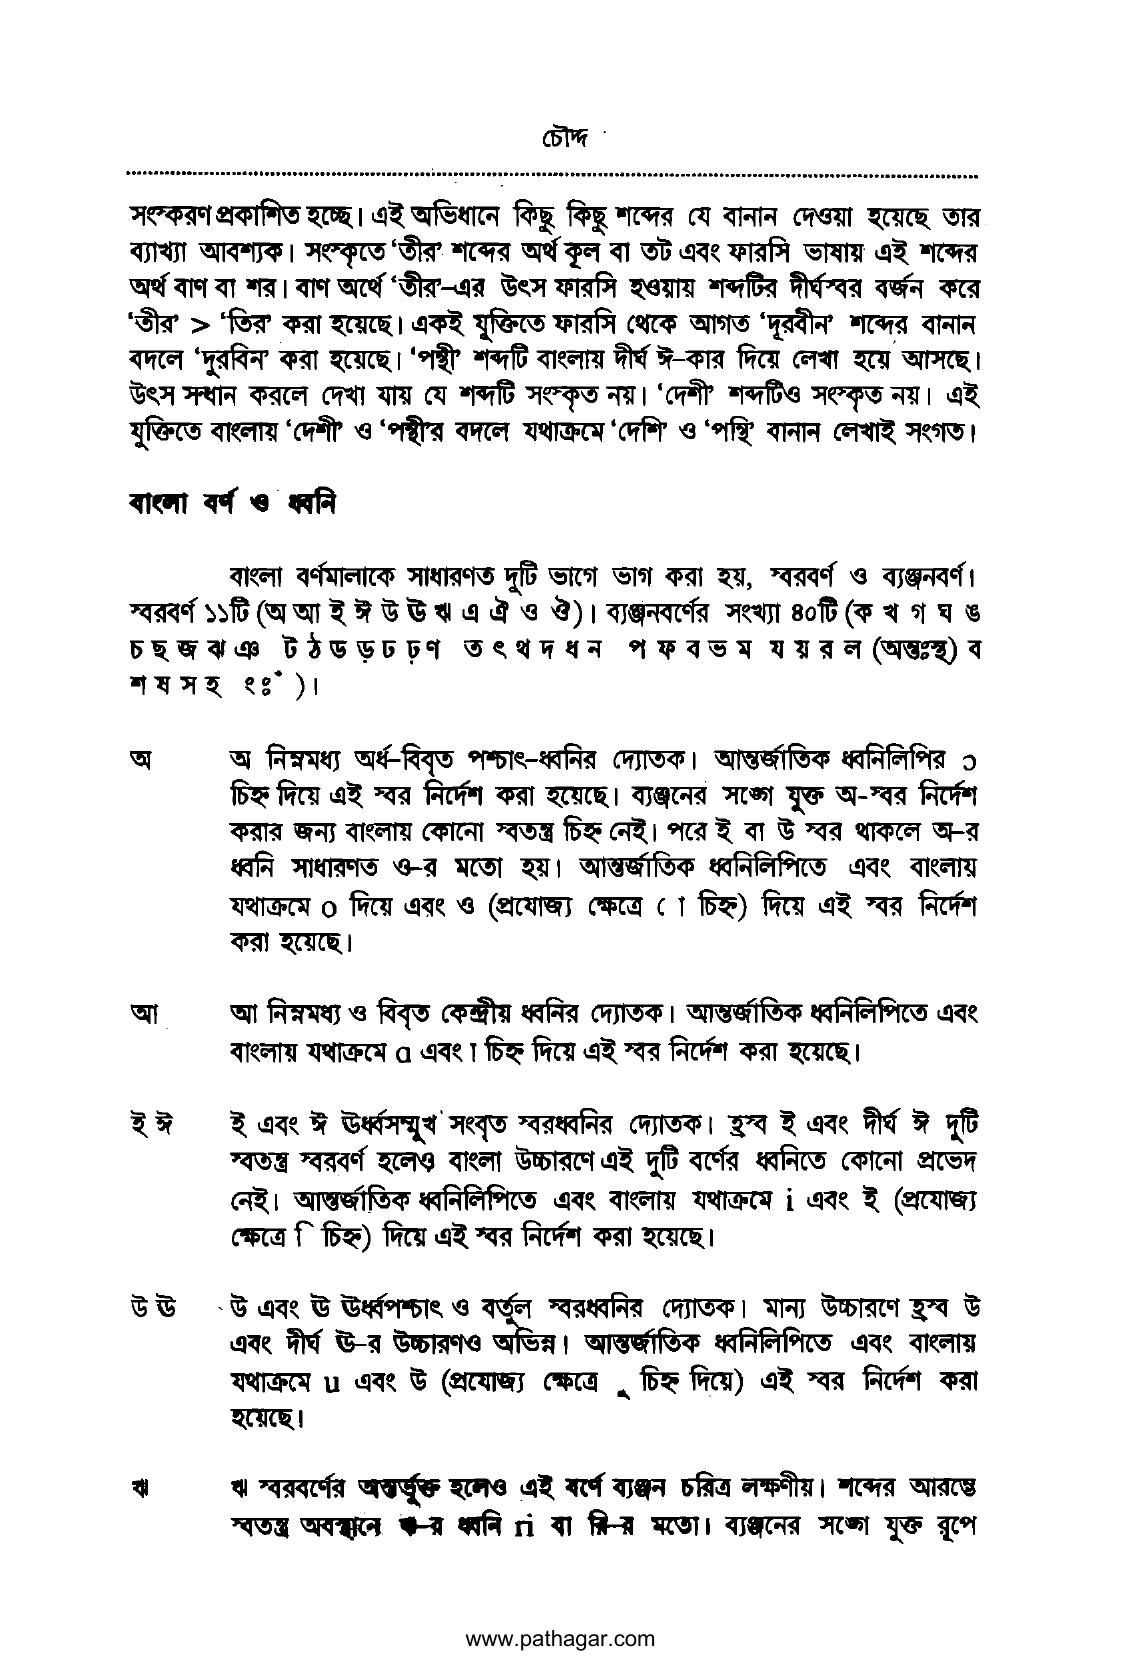 চৌদ্দ
সংস্করণ প্রকাশিত হচ্ছে। এই অভিধানে কিছু কিছু শব্দের যে বানান দেওয়া হয়েছে তার
ব্যাখ্যা আবশ্যক। সংস্কৃতে ‘তীর’ শব্দের অর্থ কূল বা তট এবং ফারসি ভাষায় এই শব্দের
অর্থ বাণ বা শর। বাণ অর্থে ‘তীর’–এর উৎস ফারসি হওয়ায় শব্দটির দীর্ঘস্বর বর্জন করে
‘তীর’ > ‘তির’ করা হয়েছে। একই যুক্তিতে ফারসি থেকে আগত ‘দূরবীন’ শব্দের বানান
বদলে ‘দুরবিন’ করা হয়েছে। ‘পন্থী’ শব্দটি বাংলায় দীর্ঘ ঈ–কার দিয়ে লেখা হয়ে আসছে।
উৎস সন্ধান করলে দেখা যায় যে শব্দটি সংস্কৃত নয়। ‘দেশী’ শব্দটিও সংস্কৃত নয়। এই
যুক্তিতে বাংলায় ‘দেশী’ ও ‘পন্থী’র বদলে যথাক্রমে ‘দেশি’ ও ‘পন্থি’ বানান লেখাই সংগত।
বাংলা বর্ণ ও ধ্বনি
বাংলা বর্ণমালাকে সাধারণত দুটি ভাগে ভাগ করা হয়, স্বরবর্ণ ও ব্যঞ্জনবর্ণ।
স্বরবর্ণ ১১টি (অ আ ই ঈ উ ঊ ঋ এ ঐ ও ঔ)। ব্যঞ্জনবর্ণের সংখ্যা ৪০টি (ক খ গ ঘ ঙ
চ ছ জ ঝ ঞ ট ঠ ড ড় ঢ ঢ় ণ ত ৎ থ দ ধ ন প ফ ব ভ ম য য় র ল (অন্তঃস্থ) ব
শ ষ স হ ং ঃ ঁ )।
অ অ নিম্নমধ্য অর্ধ–বিবৃত পশ্চাৎ–ধ্বনির দ্যোতক। আন্তর্জাতিক ধ্বনিলিপির ɔ
চিহ্ন দিয়ে এই স্বর নির্দেশ করা হয়েছে। ব্যঞ্জনের সঙ্গে যুক্ত অ-স্বর নির্দেশ
করার জন্য বাংলায় কোনো স্বতন্ত্র চিহ্ন নেই। পরে ই বা উ স্বর থাকলে অ–র
ধ্বনি সাধারণত ও–র মতো হয়। আন্তর্জাতিক ধ্বনিলিপিতে এবং বাংলায়
যথাক্রমে o দিয়ে এবং ও (প্রযোজ্য ক্ষেত্রে ে া চিহ্ন) দিয়ে এই স্বর নির্দেশ
করা হয়েছে।
আ আ নিম্নমধ্য ও বিবৃত কেন্দ্রীয় ধ্বনির দ্যোতক। আন্তর্জাতিক ধ্বনিলিপিতে এবং
বাংলায় যথাক্রমে ɑ এবং া চিহ্ন দিয়ে এই স্বর নির্দেশ করা হয়েছে।
ই ঈ ই এবং ঈ ঊর্ধ্বসম্মুখ সংবৃত স্বরধ্বনির দ্যোতক। হ্রস্ব ই এবং দীর্ঘ ঈ দুটি
স্বতন্ত্র স্বরবর্ণ হলেও বাংলা উচ্চারণে এই দুটি বর্ণের ধ্বনিতে কোনো প্রভেদ
নেই। আন্তর্জাতিক ধ্বনিলিপিতে এবং বাংলায় যথাক্রমে i এবং ই (প্রযোজ্য
ক্ষেত্রে ি চিহ্ন) দিয়ে এই স্বর নির্দেশ করা হয়েছে।
উ ঊ উ এবং ঊ ঊর্ধ্বপশ্চাৎ ও বর্তুল স্বরধ্বনির দ্যোতক। মান্য উচ্চারণে হ্রস্ব উ
এবং দীর্ঘ ঊ–র উচ্চারণও অভিন্ন। আন্তর্জাতিক ধ্বনিলিপিতে এবং বাংলায়
যথাক্রমে u এবং উ (প্রযোজ্য ক্ষেত্রে ু চিহ্ন দিয়ে) এই স্বর নির্দেশ করা
হয়েছে।
ঋ ঋ স্বরবর্ণের অন্তর্ভুক্ত হলেও এই বর্ণে ব্যঞ্জন চরিত্র লক্ষণীয়। শব্দের আরম্ভে
স্বতন্ত্র অবস্থানে ঋ–র ধ্বনি ri বা রি–র মতো। ব্যঞ্জনের সঙ্গে যুক্ত রূপে
www.pathagar.com